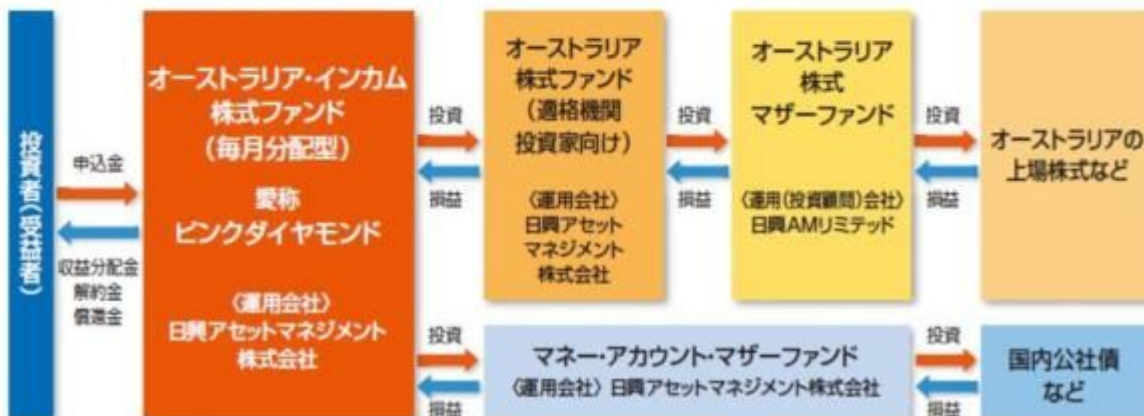 投資者(受益者)
申込金
収益分配金
解約金
償還金
オーストラリア・インカム
株式ファンド
(毎月分配型)
愛称
ピンクダイヤモンド
〈運用会社〉
日興アセットマネジメント
株式会社
投資
損益
オーストラリア
株式ファンド
(適格機関
投資家向け)
〈運用会社〉
日興アセット
マネジメント
株式会社
投資
損益
オーストラリア
株式
マザーファンド
〈運用(投資顧問)会社〉
日興AMリミテッド
投資
損益
オーストラリアの
上場株式など
投資
損益
マネー・アカウント・マザーファンド
〈運用会社〉日興アセットマネジメント株式会社
投資
損益
国内公社債
など